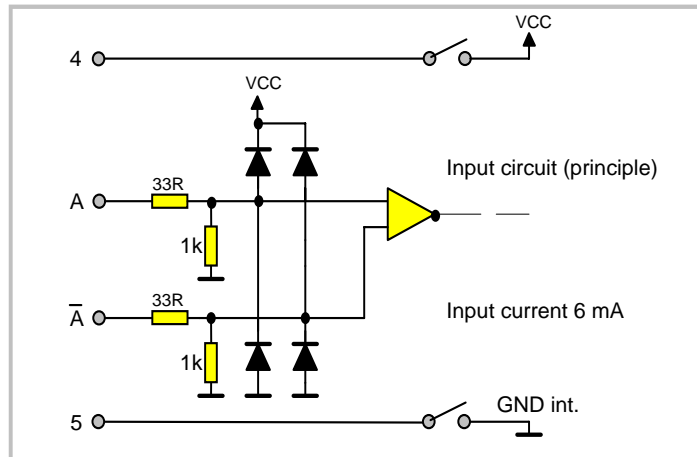 VCC
4
VCC
33R
Input circuit (principle)
A
1k
33R
A̅
Input current 6 mA
1k
GND int.
5